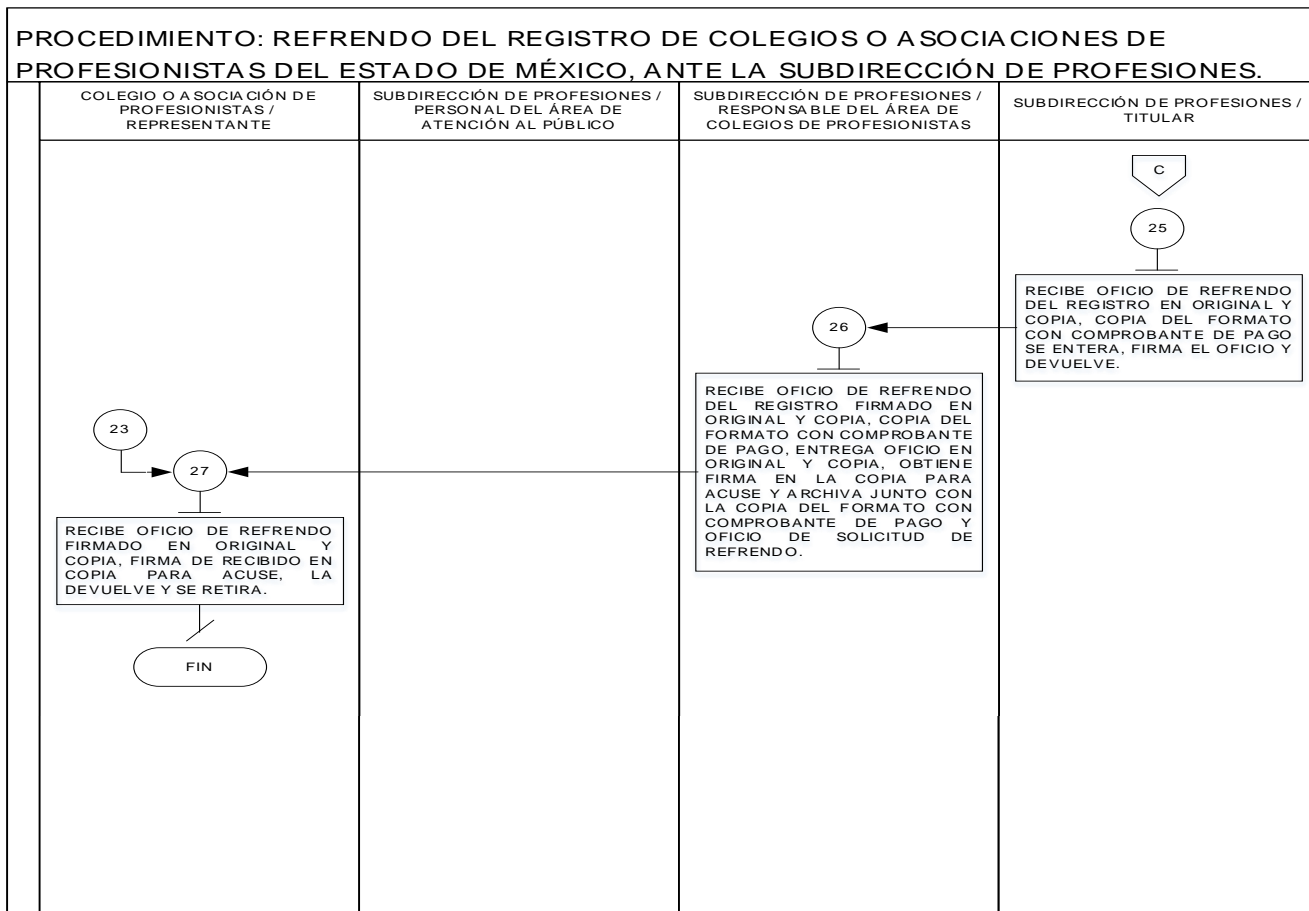 PROCEDIMIENTO: REFRENDO DEL REGISTRO DE COLEGIOS O ASOCIACIONES DE
PROFESIONISTAS DEL ESTADO DE MÉXICO, ANTE LA SUBDIRECCIÓN DE PROFESIONES.
COLEGIO O ASOCIACIÓN DE
PROFESIONISTAS /
REPRESENTANTE
SUBDIRECCIÓN DE PROFESIONES /
PERSONAL DEL ÁREA DE
ATENCIÓN AL PÚBLICO
SUBDIRECCIÓN DE PROFESIONES /
RESPONSABLE DEL ÁREA DE
COLEGIOS DE PROFESIONISTAS
SUBDIRECCIÓN DE PROFESIONES /
TITULAR
C
25
RECIBE OFICIO DE REFRENDO
DEL REGISTRO EN ORIGINAL Y
COPIA, COPIA DEL FORMATO
CON COMPROBANTE DE PAGO
SE ENTERA, FIRMA EL OFICIO Y
DEVUELVE.
26
RECIBE OFICIO DE REFRENDO
DEL REGISTRO FIRMADO EN
ORIGINAL Y COPIA, COPIA DEL
FORMATO CON COMPROBANTE
DE PAGO, ENTREGA OFICIO EN
ORIGINAL Y COPIA, OBTIENE
FIRMA EN LA COPIA PARA
ACUSE Y ARCHIVA JUNTO CON
LA COPIA DEL FORMATO CON
COMPROBANTE DE PAGO Y
OFICIO DE SOLICITUD DE
REFRENDO.
23
27
RECIBE OFICIO DE REFRENDO
FIRMADO EN ORIGINAL Y
COPIA, FIRMA DE RECIBIDO EN
COPIA PARA ACUSE, LA
DEVUELVE Y SE RETIRA.
FIN